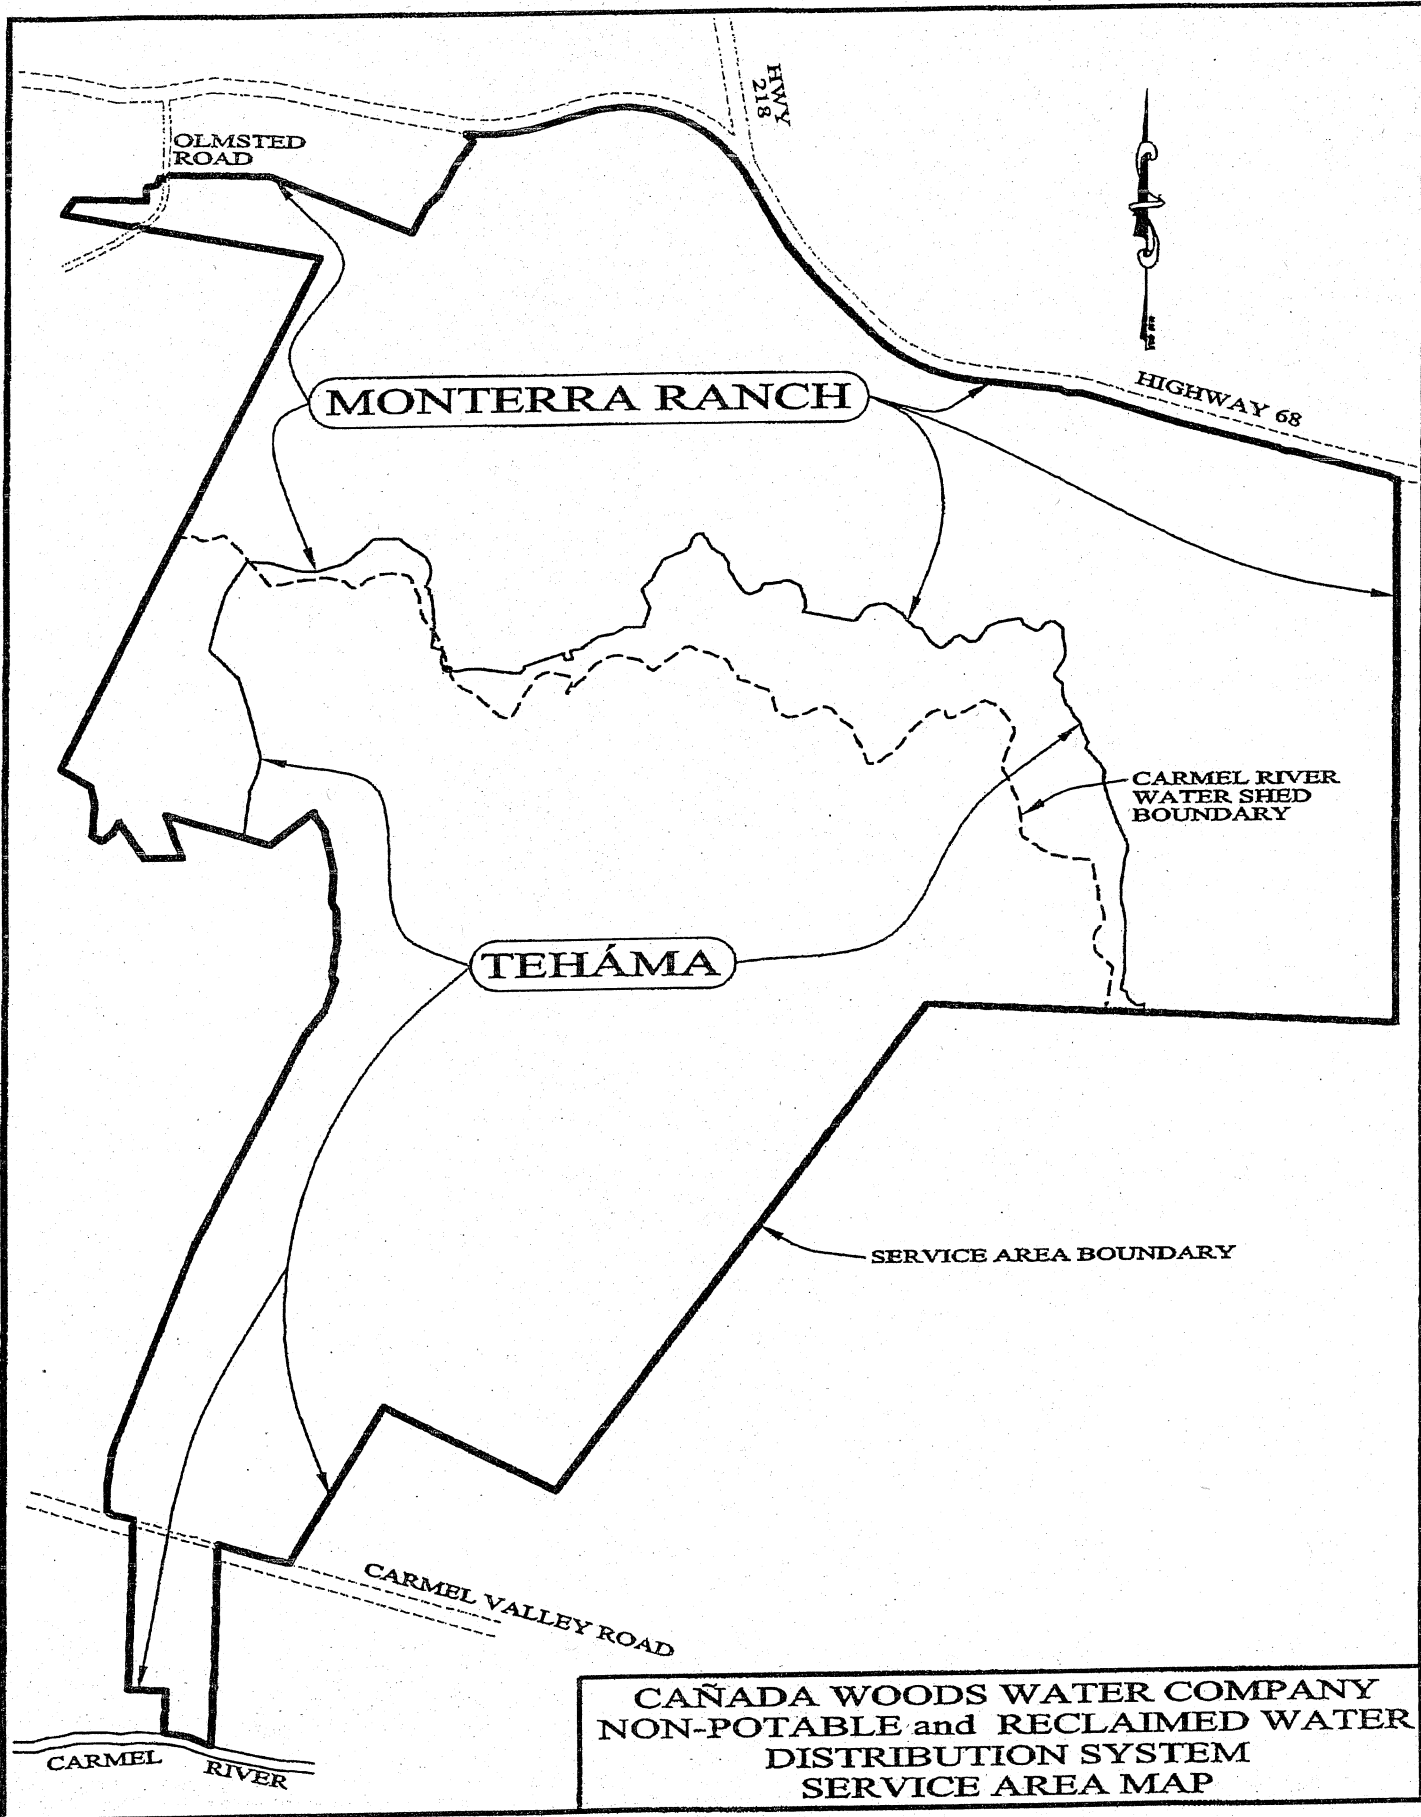 HWY
218
OLMSTED
ROAD
HIGHWAY 68
MONTERRA RANCH
CARMEL RIVER
WATER SHED
BOUNDARY
TEHÁMA
SERVICE AREA BOUNDARY
CARMEL VALLEY ROAD
CARMEL RIVER
CAÑADA WOODS WATER COMPANY
NON-POTABLE and RECLAIMED WATER
DISTRIBUTION SYSTEM
SERVICE AREA MAP